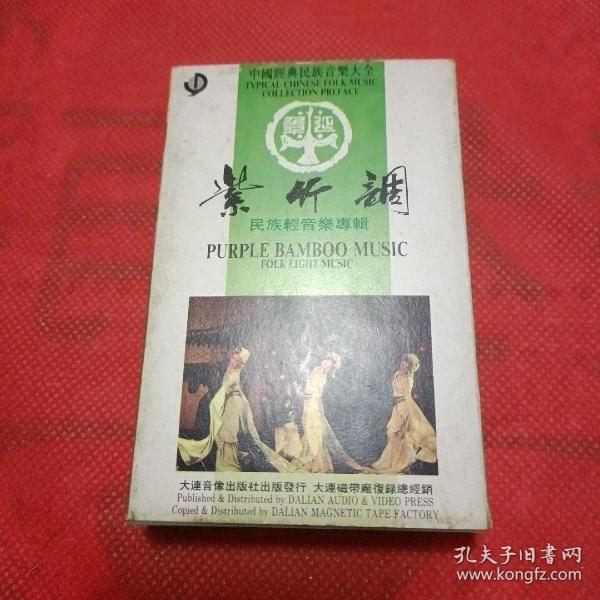 中國經典民族音樂大全
TYPICAL CHINESE FOLK MUSIC
COLLECTION PREFACE
紫竹調
民族輕音樂專輯
PURPLE BAMBOO MUSIC
FOLK LIGHT MUSIC
大連音像出版社出版發行 大連磁帶廠復録總經銷
Published & Distributed by DALIAN AUDIO & VIDEO PRESS
Copied & Distributed by DALIAN MAGNETIC TAPE FACTORY
孔夫子旧书网
www.kongfz.com